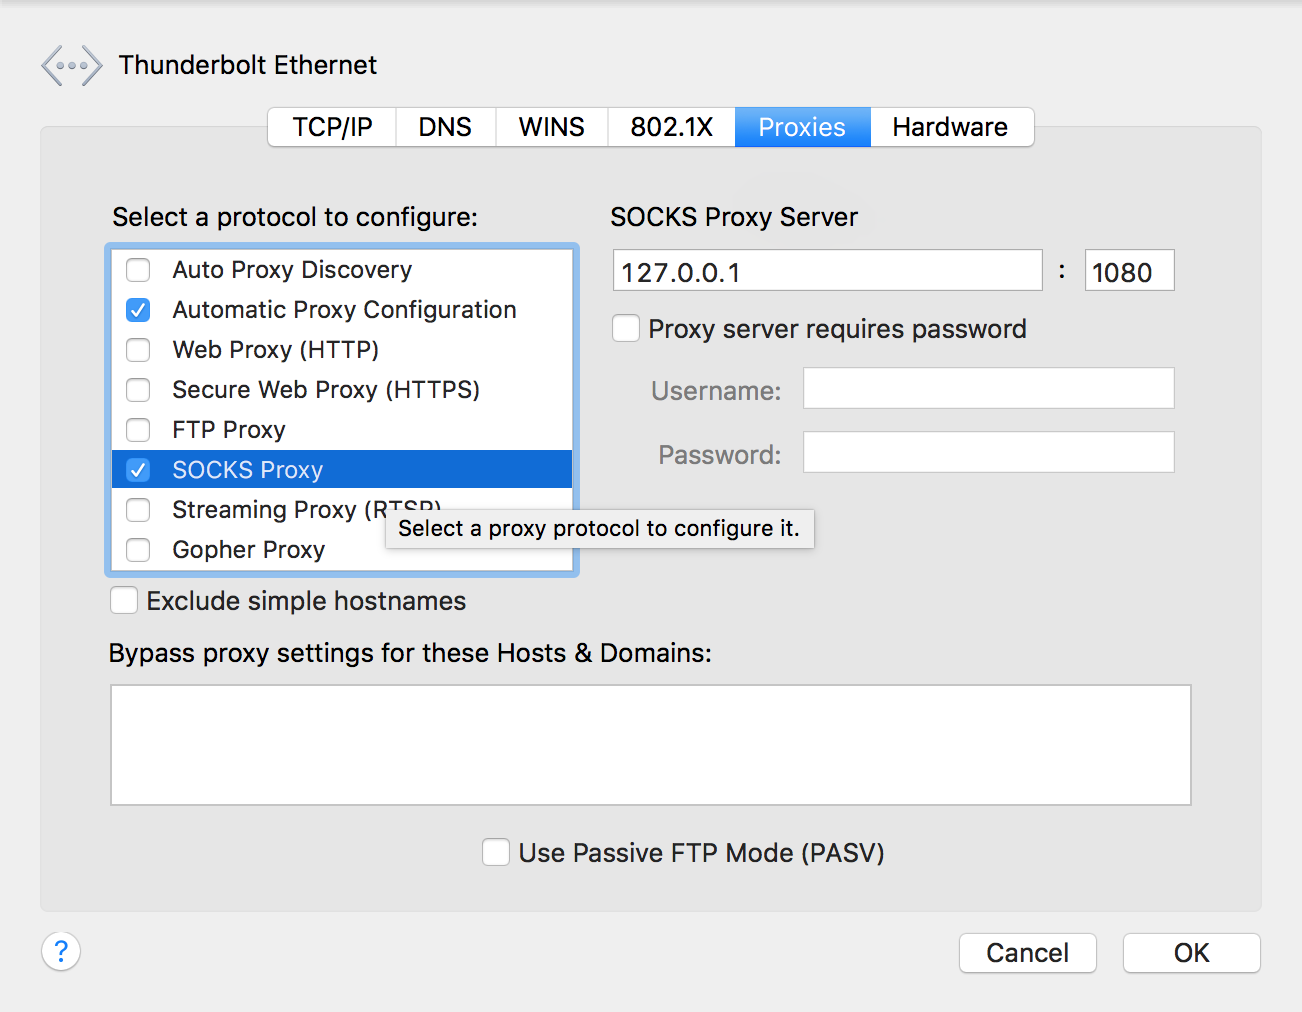 Thunderbolt Ethernet
TCP/IP DNS WINS 802.1X Proxies Hardware
Select a protocol to configure:
Auto Proxy Discovery
Automatic Proxy Configuration
Web Proxy (HTTP)
Secure Web Proxy (HTTPS)
FTP Proxy
SOCKS Proxy
Streaming Proxy (RTSP)
Gopher Proxy
Select a proxy protocol to configure it.
Exclude simple hostnames
SOCKS Proxy Server
127.0.0.1 : 1080
Proxy server requires password
Username:
Password:
Bypass proxy settings for these Hosts & Domains:
Use Passive FTP Mode (PASV)
? Cancel OK